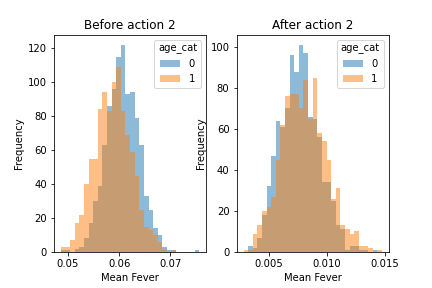 Before action 2
After action 2
120
100
80
60
40
20
0
Frequency
age_cat
0
1
0.05
0.06
0.07
Mean Fever
100
80
60
40
20
0
Frequency
age_cat
0
1
0.005
0.010
0.015
Mean Fever